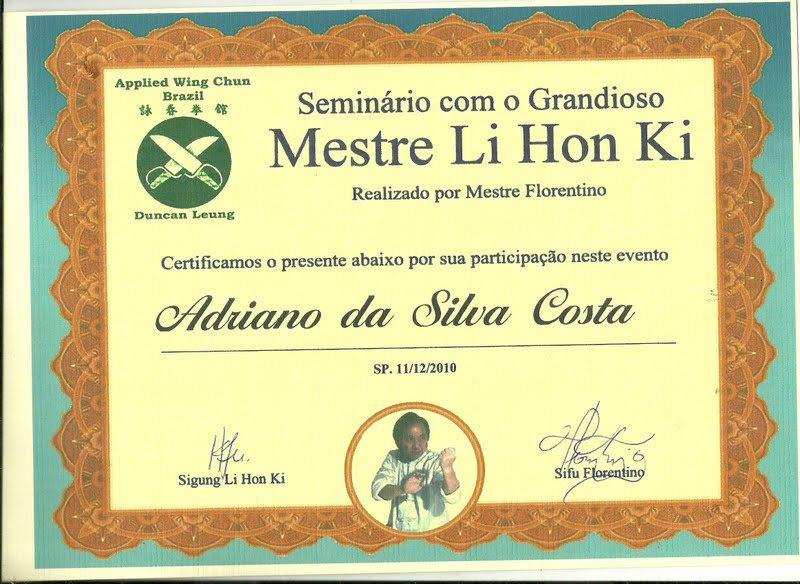 Applied Wing Chun
Brazil
詠春拳館
Duncan Leung
Seminário com o Grandioso
Mestre Li Hon Ki
Realizado por Mestre Florentino
Certificamos o presente abaixo por sua participação neste evento
Adriano da Silva Costa
SP. 11/12/2010
Sigung Li Hon Ki
Sifu Florentino